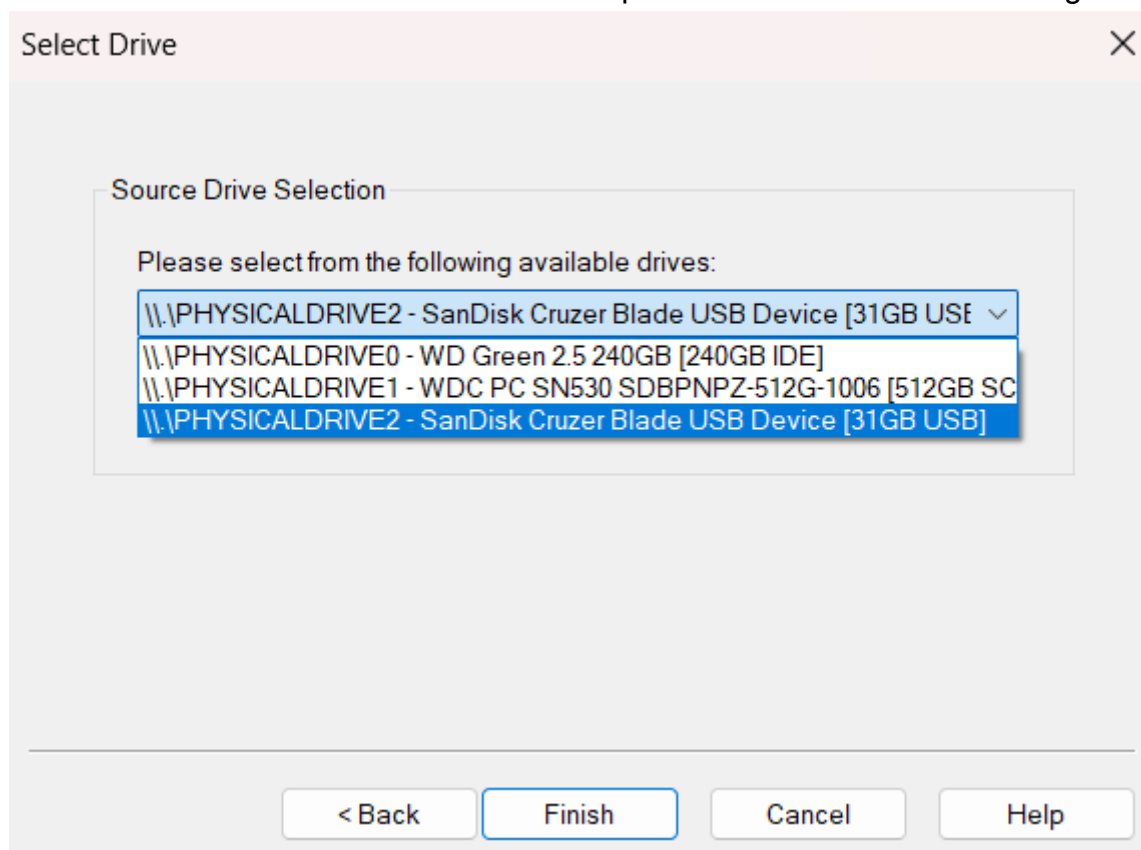 Select Drive
Source Drive Selection
Please select from the following available drives:
\\.\PHYSICALDRIVE2 - SanDisk Cruzer Blade USB Device [31GB USE
\\.\PHYSICALDRIVE0 - WD Green 2.5 240GB [240GB IDE]
\\.\PHYSICALDRIVE1 - WDC PC SN530 SDBPNPZ-512G-1006 [512GB SC
\\.\PHYSICALDRIVE2 - SanDisk Cruzer Blade USB Device [31GB USB]
< Back Finish Cancel Help